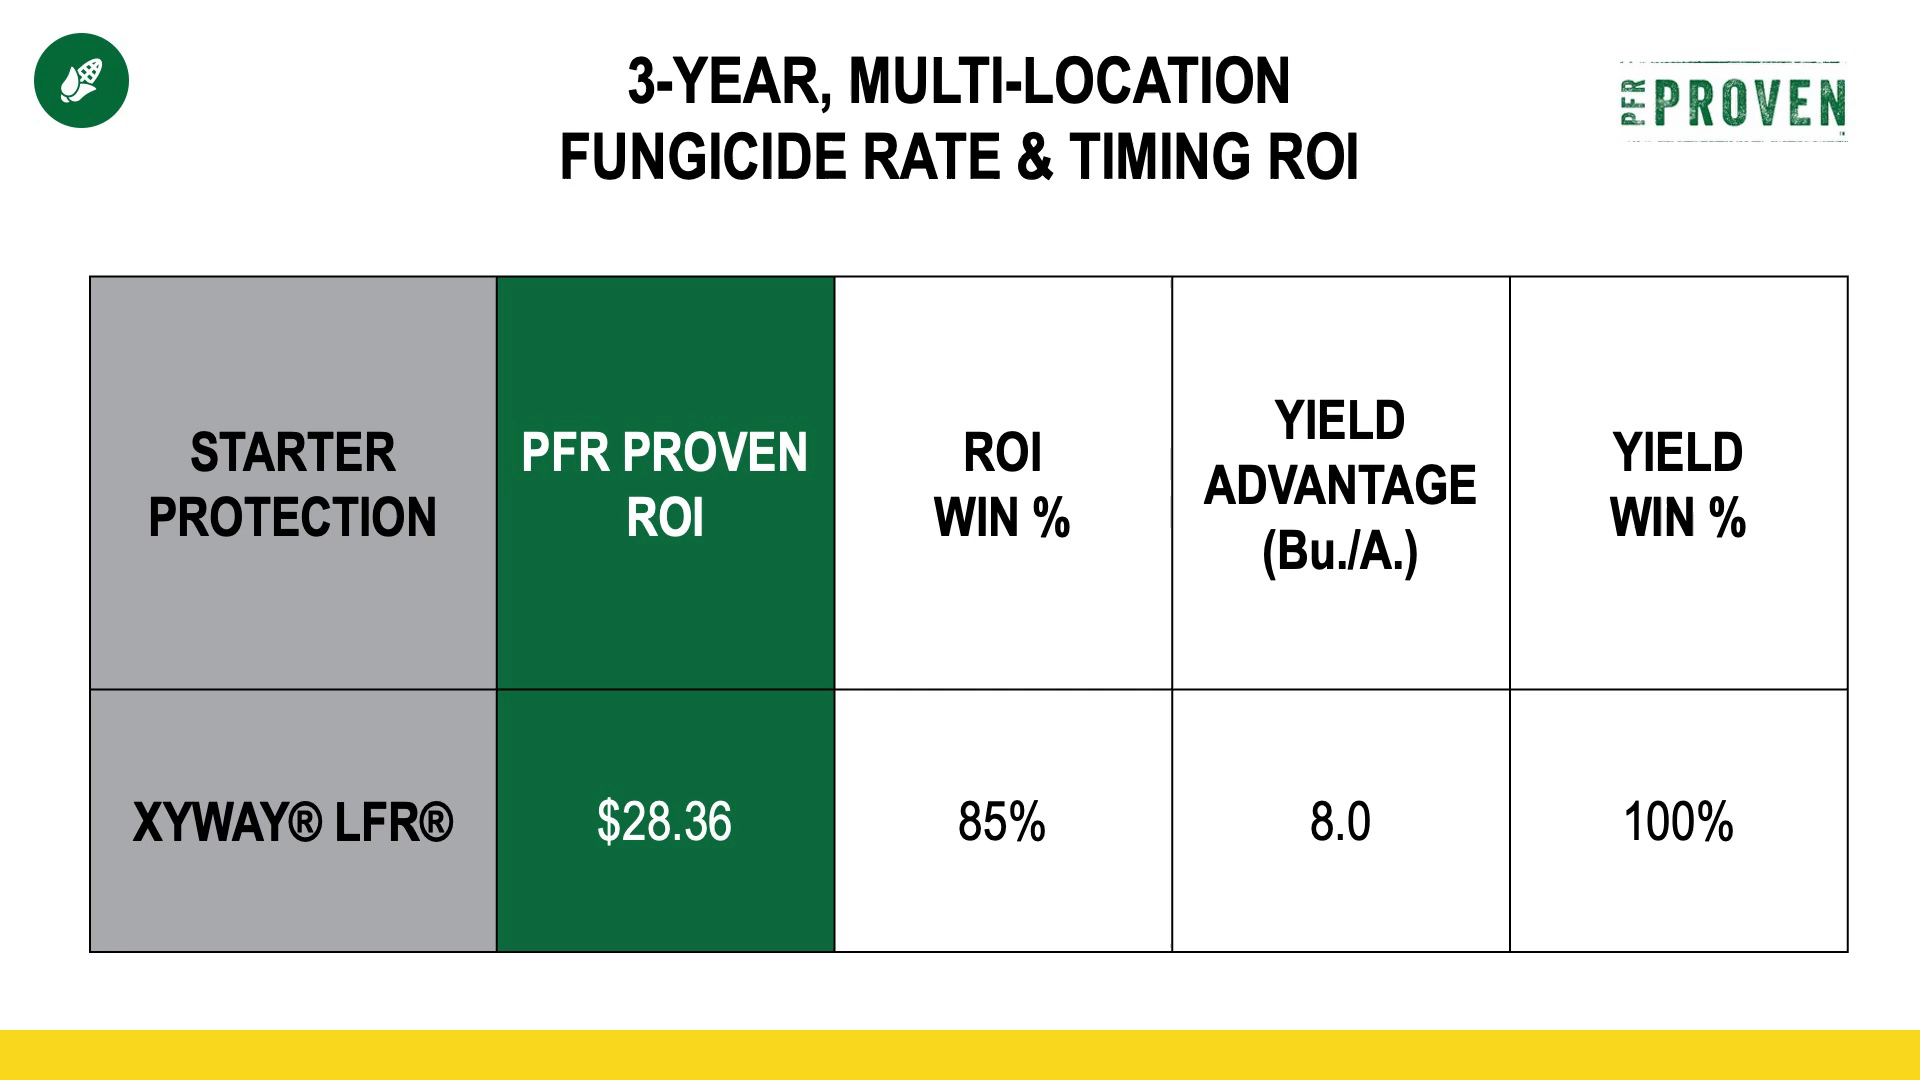 3-YEAR, MULTI-LOCATION
FUNGICIDE RATE & TIMING ROI
PFR PROVEN
STARTER
PROTECTION
PFR PROVEN
ROI
ROI
WIN %
YIELD
ADVANTAGE
(Bu./A.)
YIELD
WIN %
XYWAY® LFR®
$28.36
85%
8.0
100%